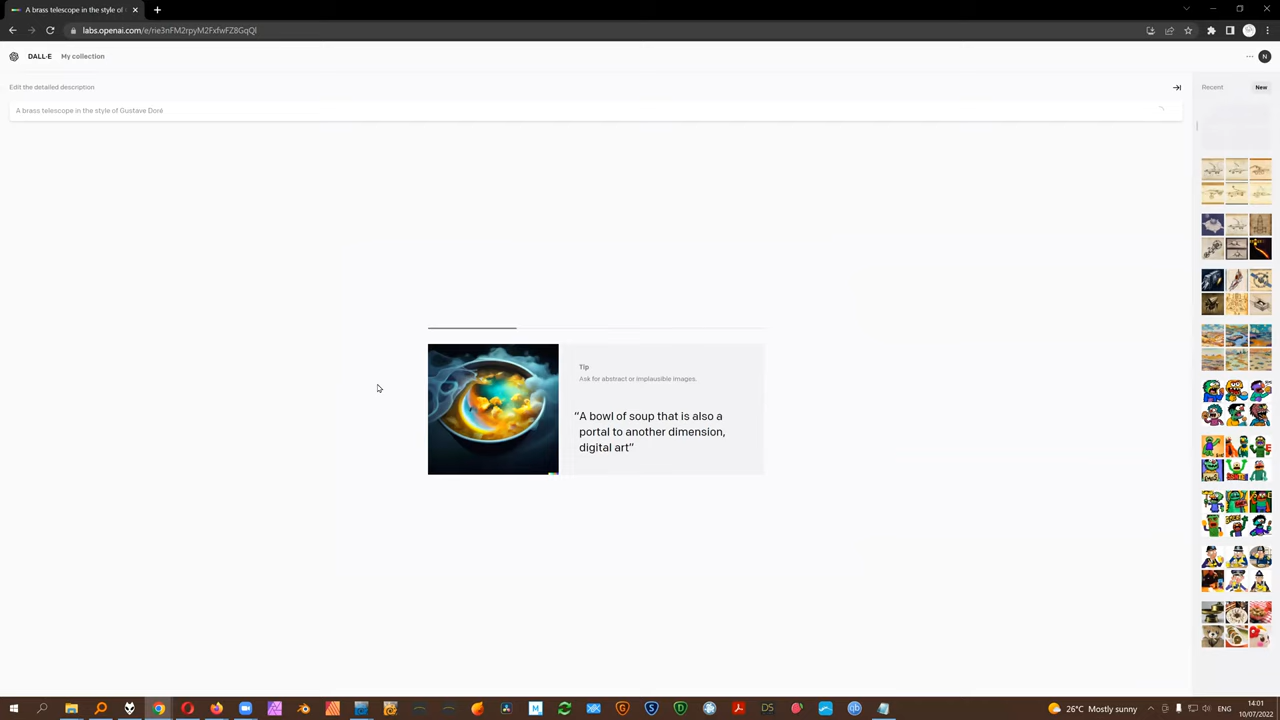 A brass telescope in the style of
labs.openai.com/e/rie3nFM2rpyM2FxfwFZ8GqQl
DALL·E
My collection
N
Edit the detailed description
Recent
New
A brass telescope in the style of Gustave Doré
Tip
Ask for abstract or implausible images.
“A bowl of soup that is also a
portal to another dimension,
digital art”
26°C Mostly sunny
ENG
14:01
10/07/2022